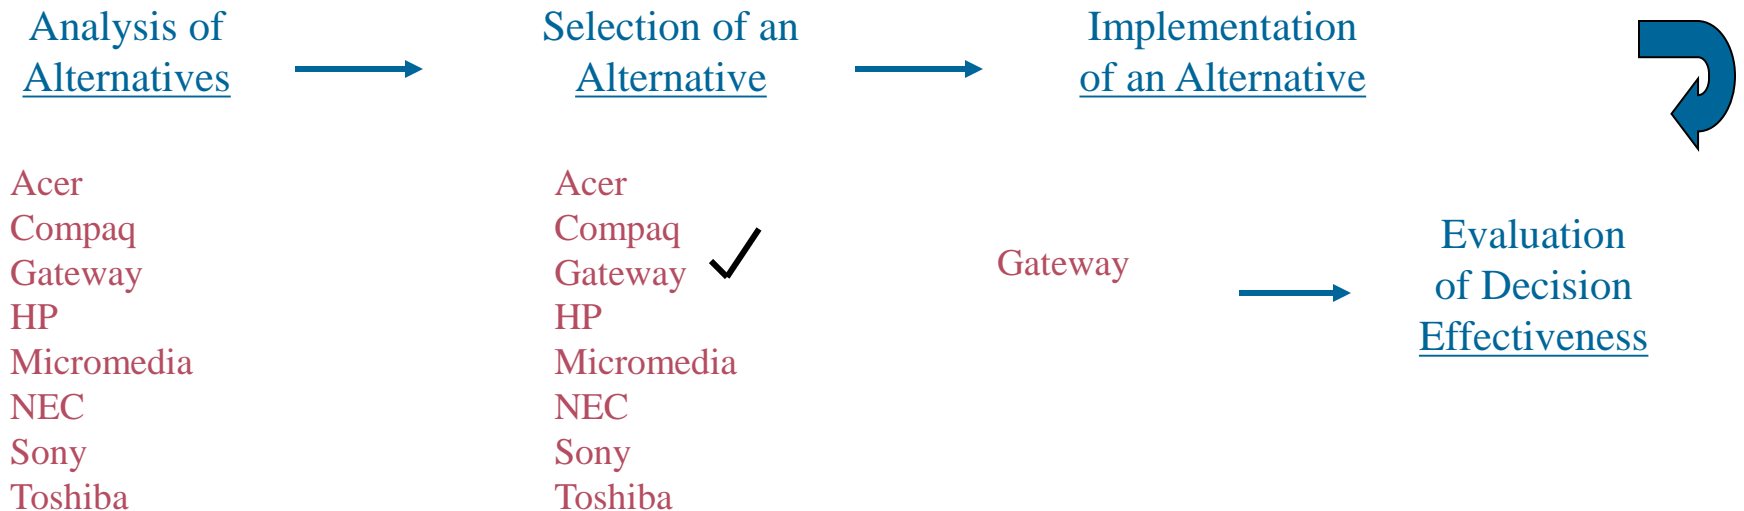 Analysis of
Alternatives
Selection of an
Alternative
Implementation
of an Alternative
Acer
Compaq
Gateway
HP
Micromedia
NEC
Sony
Toshiba
Acer
Compaq
Gateway
HP
Micromedia
NEC
Sony
Toshiba
Gateway
Evaluation
of Decision
Effectiveness